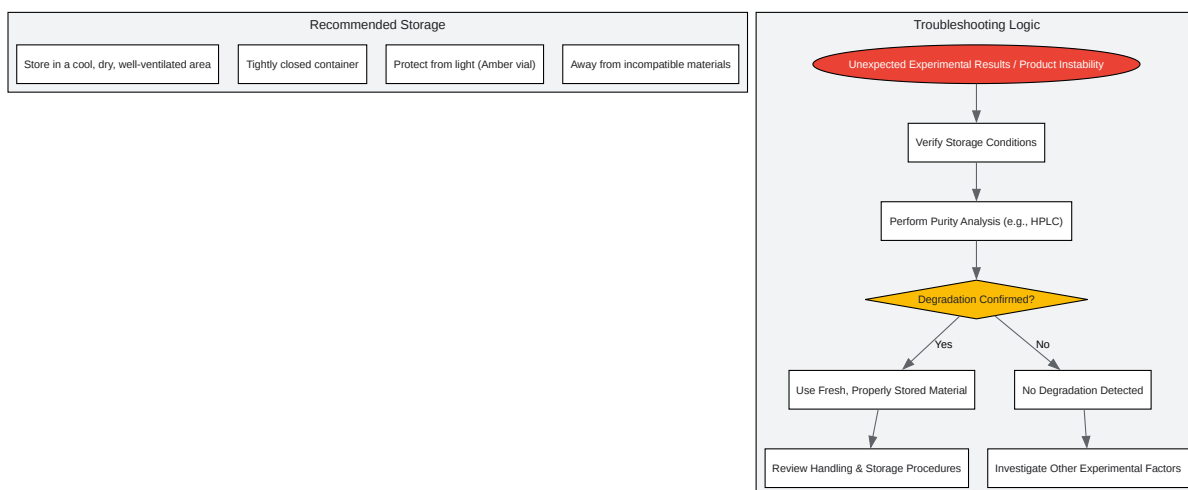 Recommended Storage
Store in a cool, dry, well-ventilated area
Tightly closed container
Protect from light (Amber vial)
Away from incompatible materials
Troubleshooting Logic
Unexpected Experimental Results / Product Instability
Verify Storage Conditions
Perform Purity Analysis (e.g., HPLC)
Degradation Confirmed?
Yes
No
Use Fresh, Properly Stored Material
No Degradation Detected
Review Handling & Storage Procedures
Investigate Other Experimental Factors